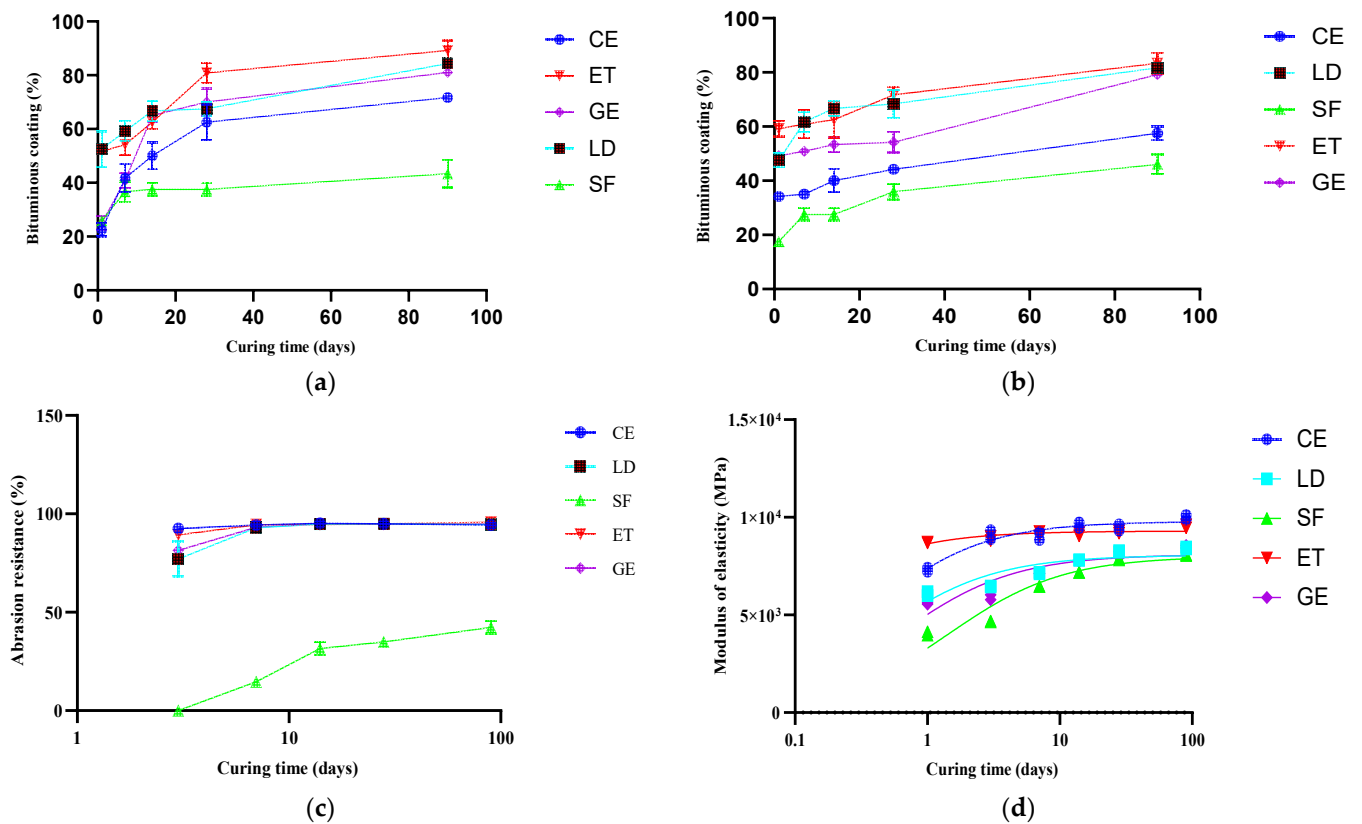 Bituminous coating (%)
100
80
60
40
20
0
0 20 40 60 80 100
Curing time (days)
CE
ET
GE
LD
SF
(a)
Bituminous coating (%)
100
80
60
40
20
0
0 20 40 60 80 100
Curing time (days)
CE
LD
SF
ET
GE
(b)
Abrasion resistance (%)
150
100
50
0
1 10 100
Curing time (days)
CE
LD
SF
ET
GE
(c)
Modulus of elasticity (MPa)
1.5×10⁴
1×10⁴
5×10³
0
0.1 1 10 100
Curing time (days)
CE
LD
SF
ET
GE
(d)